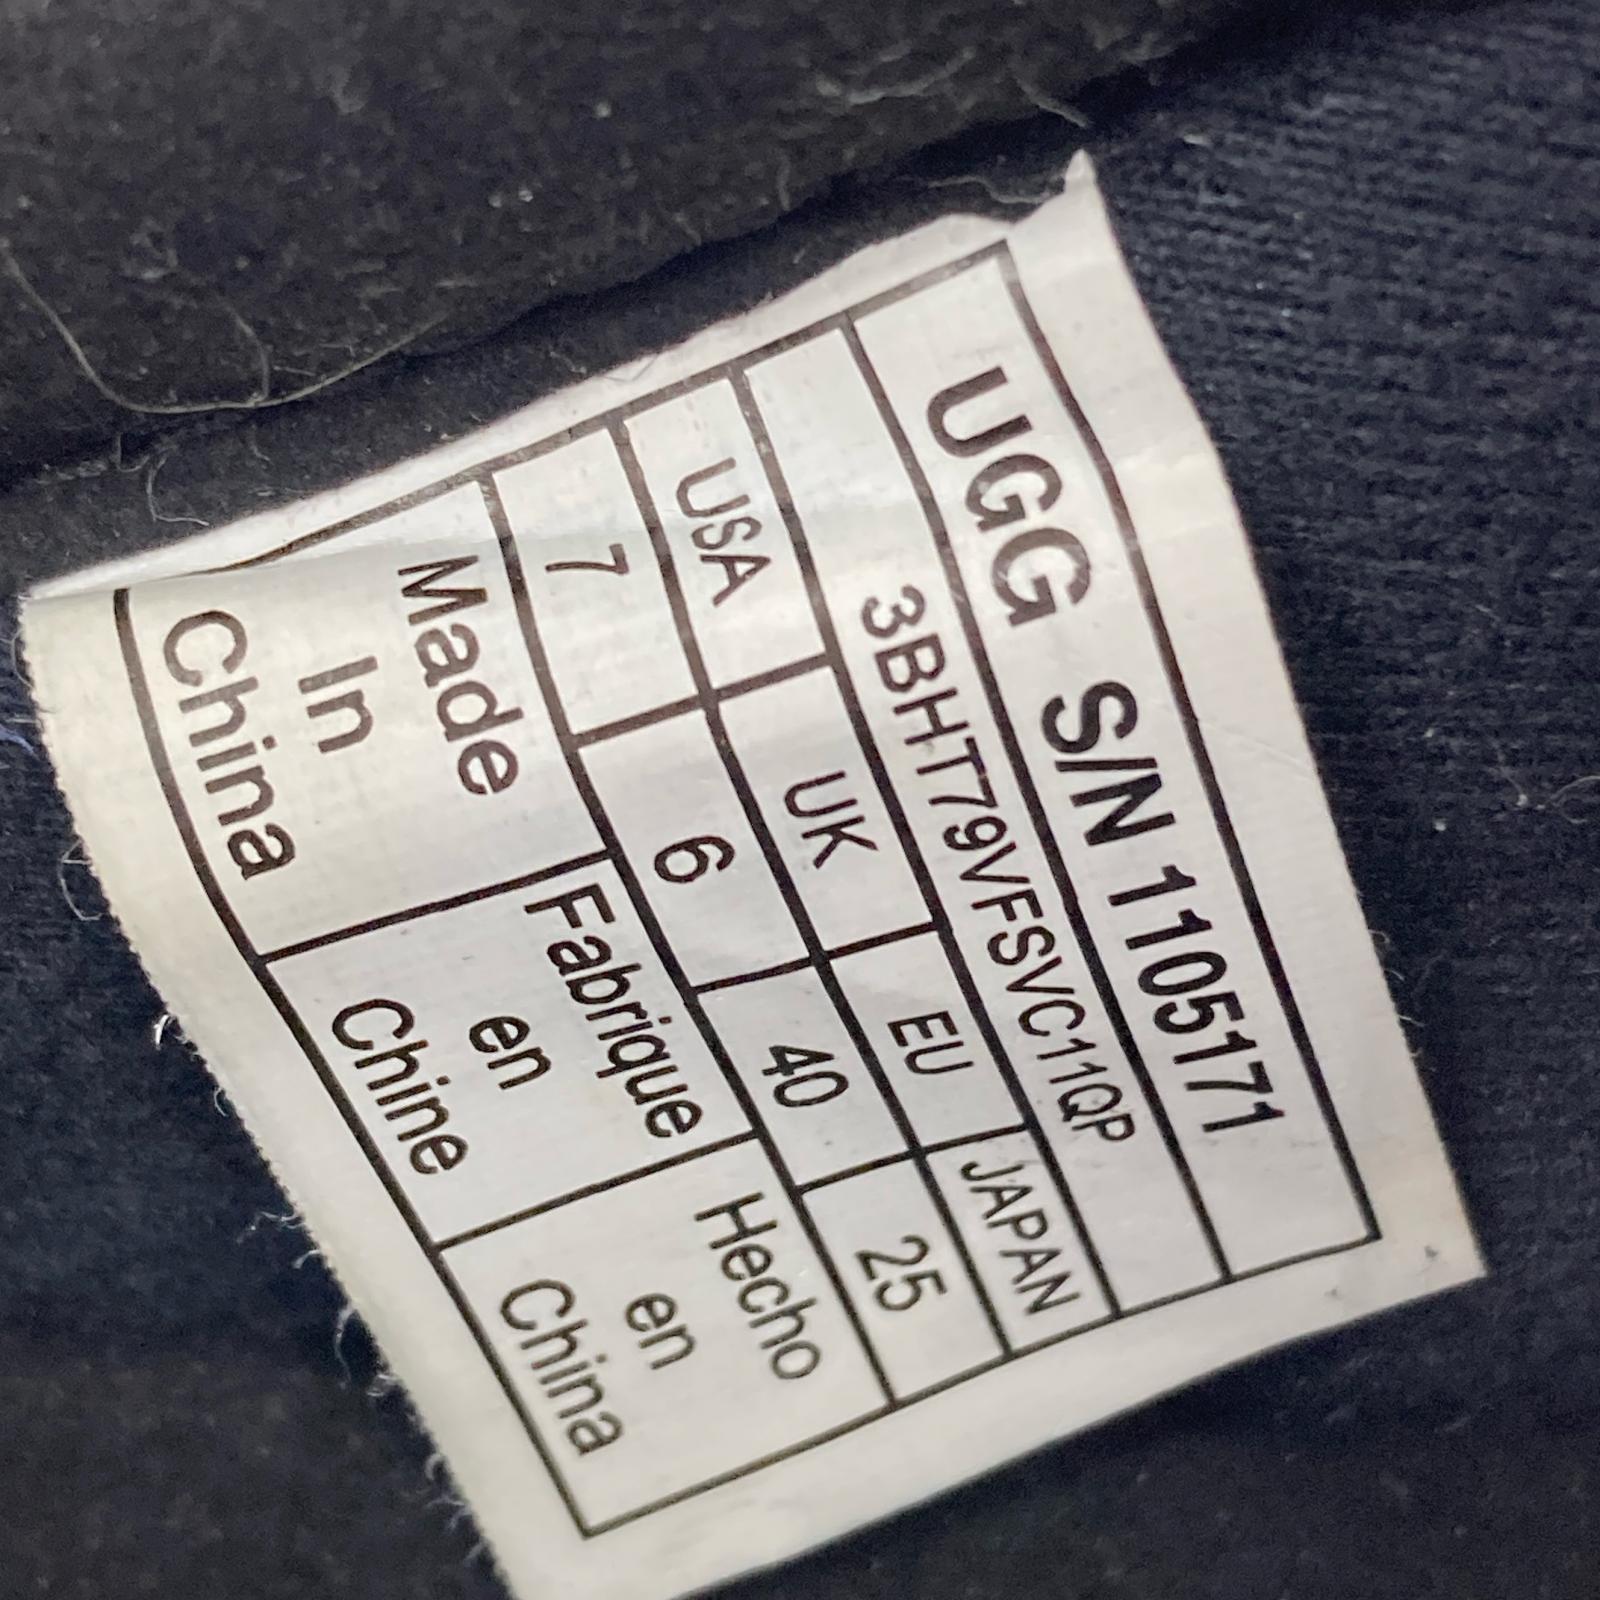 UGG S/N 1105171
3BHT79VFSVC11QP
USA UK EU JAPAN
7 6 40 25
Made In China
Fabrique en Chine
Hecho en China